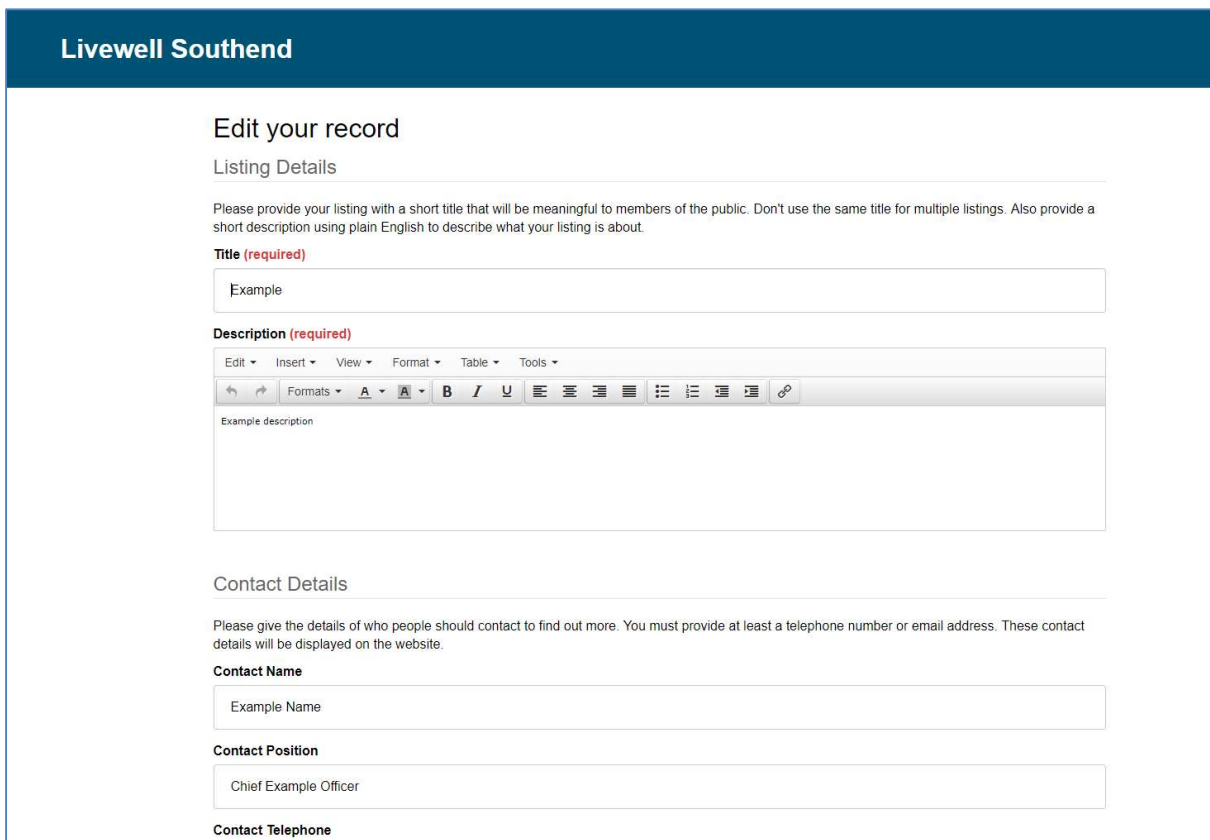 Livewell Southend
Edit your record
Listing Details
Please provide your listing with a short title that will be meaningful to members of the public. Don't use the same title for multiple listings. Also provide a
short description using plain English to describe what your listing is about.
Title (required)
Example
Description (required)
Edit Insert View Format Table Tools
Formats A A B I U
Example description
Contact Details
Please give the details of who people should contact to find out more. You must provide at least a telephone number or email address. These contact
details will be displayed on the website.
Contact Name
Example Name
Contact Position
Chief Example Officer
Contact Telephone